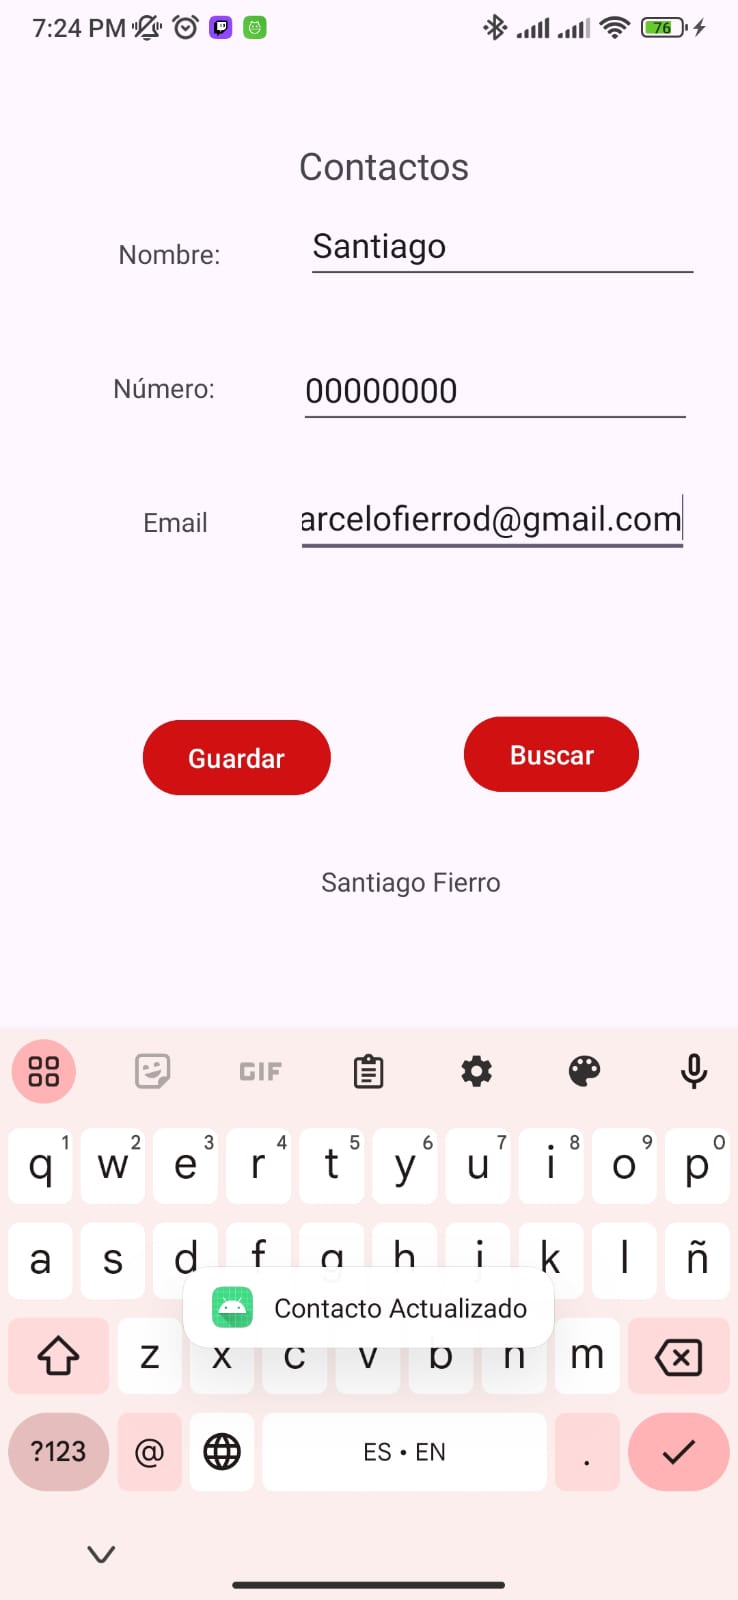 7:24 PM
76
Contactos
Nombre: Santiago
Número: 00000000
Email arcelofierrod@gmail.com
Guardar Buscar
Santiago Fierro
GIF
1 2 3 4 5 6 7 8 9 0
q w e r t y u i o p
a s d f g h j k l ñ
Contacto Actualizado
z x c v b n m
?123 @ ES • EN .